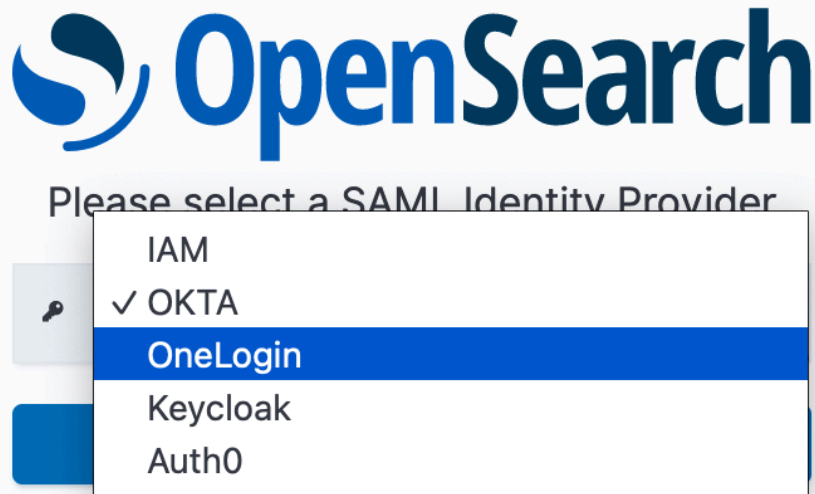 OpenSearch
Please select a SAML Identity Provider
IAM
✓ OKTA
OneLogin
Keycloak
Auth0